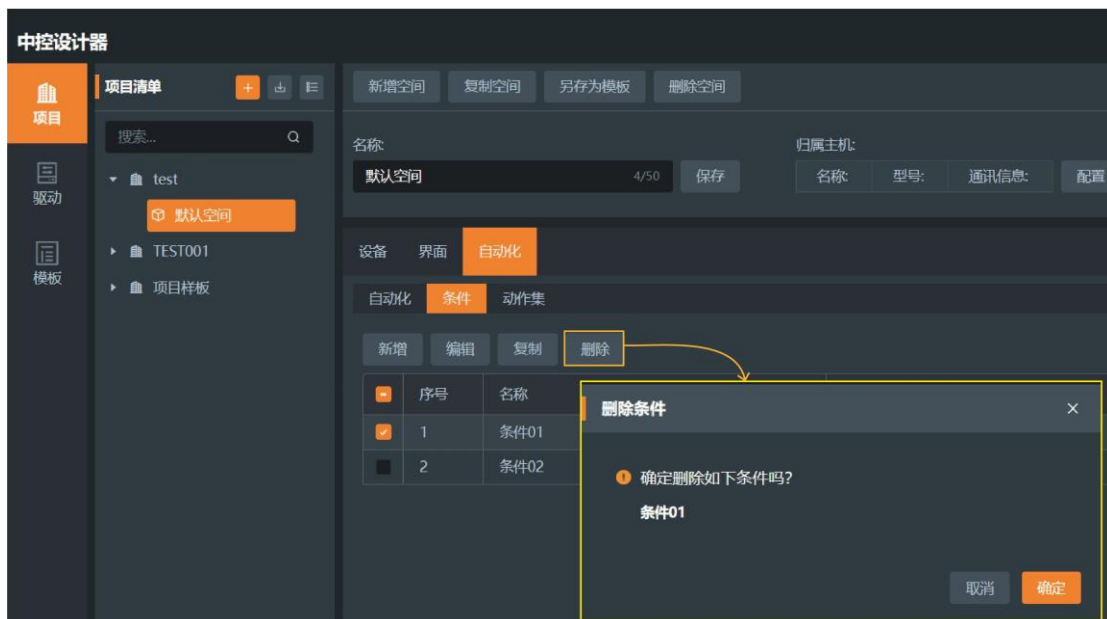 中控设计器
项目
驱动
模板
项目清单
搜索...
test
默认空间
TEST001
项目样板
新增空间 复制空间 另存为模板 删除空间
名称: 归属主机:
默认空间 4/50 保存 名称: 型号: 通讯信息: 配置
设备 界面 自动化
自动化 条件 动作集
新增 编辑 复制 删除
序号 名称
1 条件01
2 条件02
删除条件
确定删除如下条件吗?
条件01
取消 确定